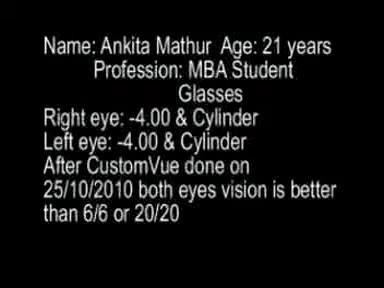 Name: Ankita Mathur Age: 21 years
Profession: MBA Student
Glasses
Right eye: -4.00 & Cylinder
Left eye: -4.00 & Cylinder
After CustomVue done on
25/10/2010 both eyes vision is better
than 6/6 or 20/20